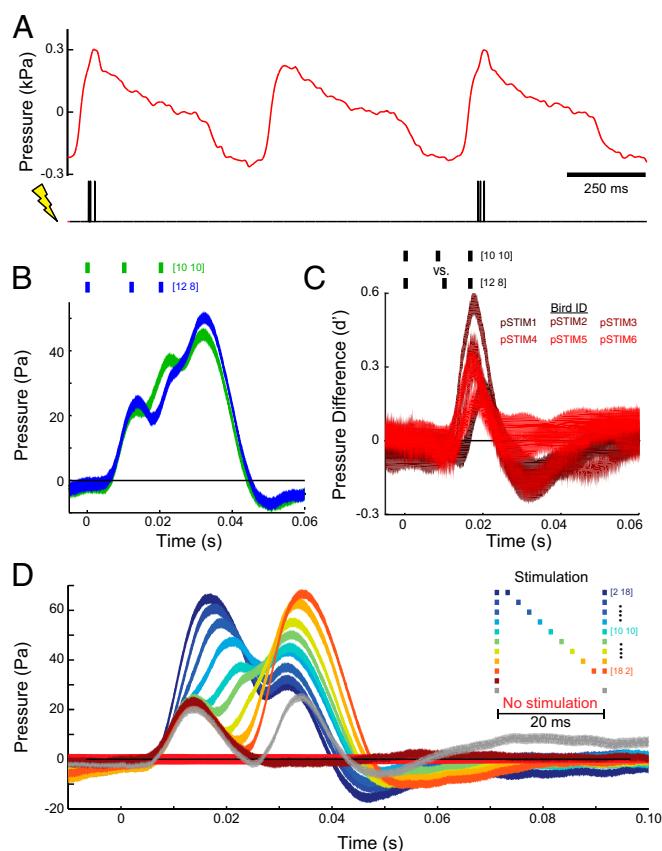 A
Pressure (kPa)
0.3
0
-0.3
250 ms
B
[10 10]
[12 8]
Pressure (Pa)
40
20
0
0
0.02
0.04
0.06
Time (s)
C
[10 10]
vs.
[12 8]
Pressure Difference (d')
0.6
0.3
0
-0.3
Bird ID
pSTIM1 pSTIM2 pSTIM3
pSTIM4 pSTIM5 pSTIM6
0
0.02
0.04
0.06
Time (s)
D
Pressure (Pa)
60
40
20
0
-20
0
0.02
0.04
0.06
0.08
0.10
Time (s)
Stimulation
[2 18]
[10 10]
[18 2]
No stimulation
20 ms